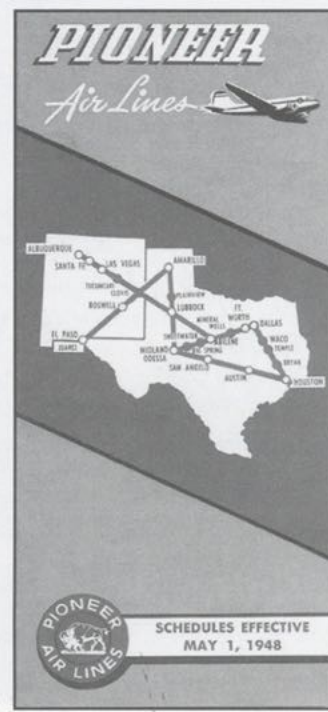 PIONEER
Air Lines
ALBUQUERQUE
SANTA FE
LAS VEGAS
AMARILLO
TUCUMCARI
CLOVIS
PLAINVIEW
ROSWELL
LUBBOCK
MINERAL
WELLS
FT.
WORTH
DALLAS
EL PASO
JUAREZ
SWEETWATER
ABILENE
WACO
MIDLAND
ODESSA
BIG SPRING
TEMPLE
SAN ANGELO
BRYAN
AUSTIN
HOUSTON
PIONEER
AIR LINES
SCHEDULES EFFECTIVE
MAY 1, 1948